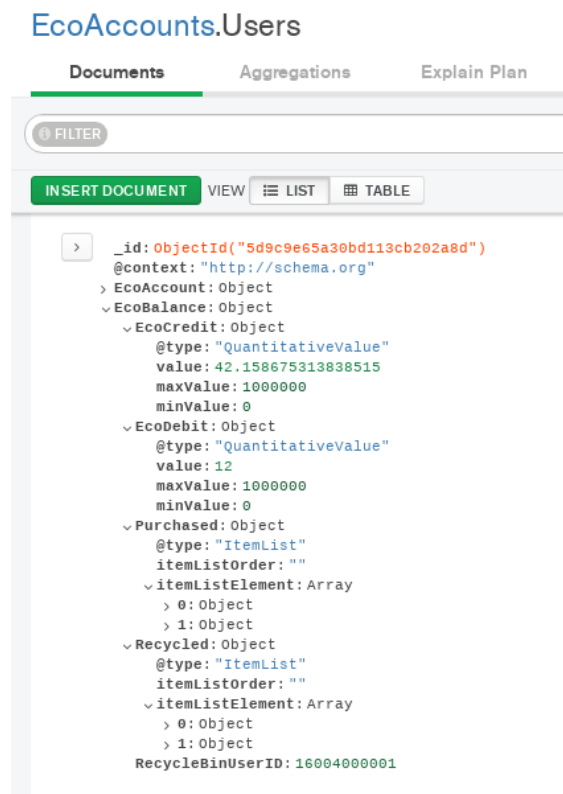 EcoAccounts.Users
Documents Aggregations Explain Plan
FILTER
INSERT DOCUMENT VIEW LIST TABLE
_id: ObjectId("5d9c9e65a30bd113cb202a8d")
@context: "http://schema.org"
EcoAccount: Object
EcoBalance: Object
EcoCredit: Object
@type: "QuantitativeValue"
value: 42.158675313838515
maxValue: 1000000
minValue: 0
EcoDebit: Object
@type: "QuantitativeValue"
value: 12
maxValue: 1000000
minValue: 0
Purchased: Object
@type: "ItemList"
itemListOrder: ""
itemListElement: Array
0: Object
1: Object
Recycled: Object
@type: "ItemList"
itemListOrder: ""
itemListElement: Array
0: Object
1: Object
RecycleBinUserID: 16004000001